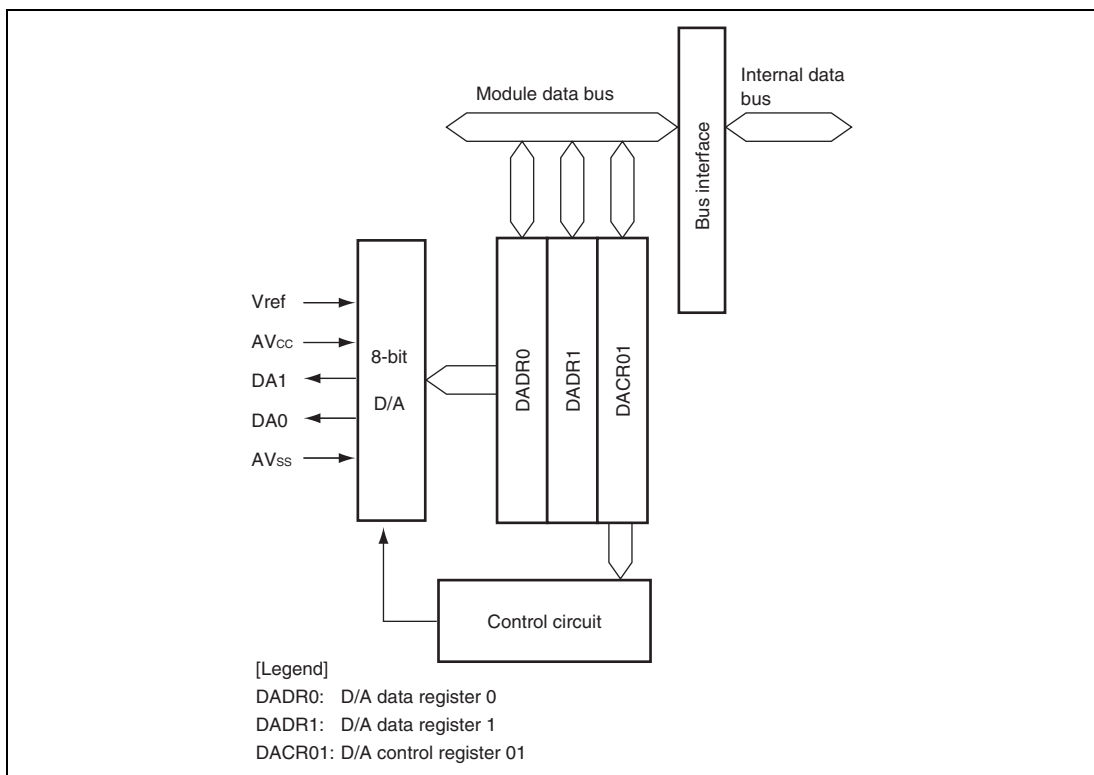 Module data bus
Internal data
bus
Bus interface
Vref
AVcc
DA1
DA0
AVss
8-bit
D/A
DADR0
DADR1
DACR01
Control circuit
[Legend]
DADR0: D/A data register 0
DADR1: D/A data register 1
DACR01: D/A control register 01